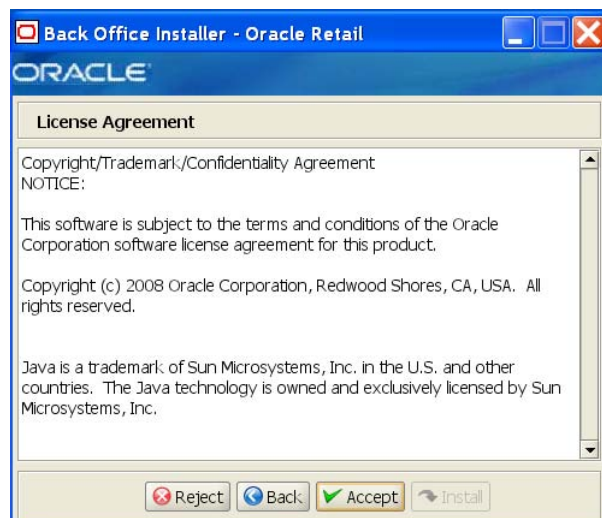 Back Office Installer - Oracle Retail
ORACLE
License Agreement
Copyright/Trademark/Confidentiality Agreement
NOTICE:
This software is subject to the terms and conditions of the Oracle
Corporation software license agreement for this product.
Copyright (c) 2008 Oracle Corporation, Redwood Shores, CA, USA.  All
rights reserved.
Java is a trademark of Sun Microsystems, Inc. in the U.S. and other
countries.  The Java technology is owned and exclusively licensed by Sun
Microsystems, Inc.
Reject Back Accept Install